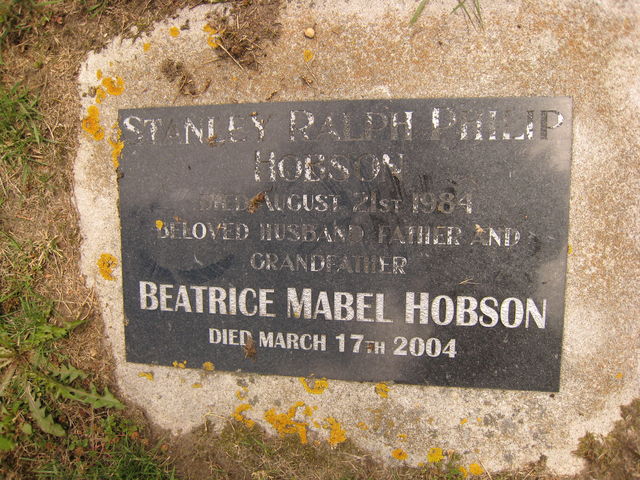 STANLEY RALPH PHILIP
HOBSON
DIED AUGUST 21ST 1984
BELOVED HUSBAND, FATHER AND
GRANDFATHER
BEATRICE MABEL HOBSON
DIED MARCH 17TH 2004